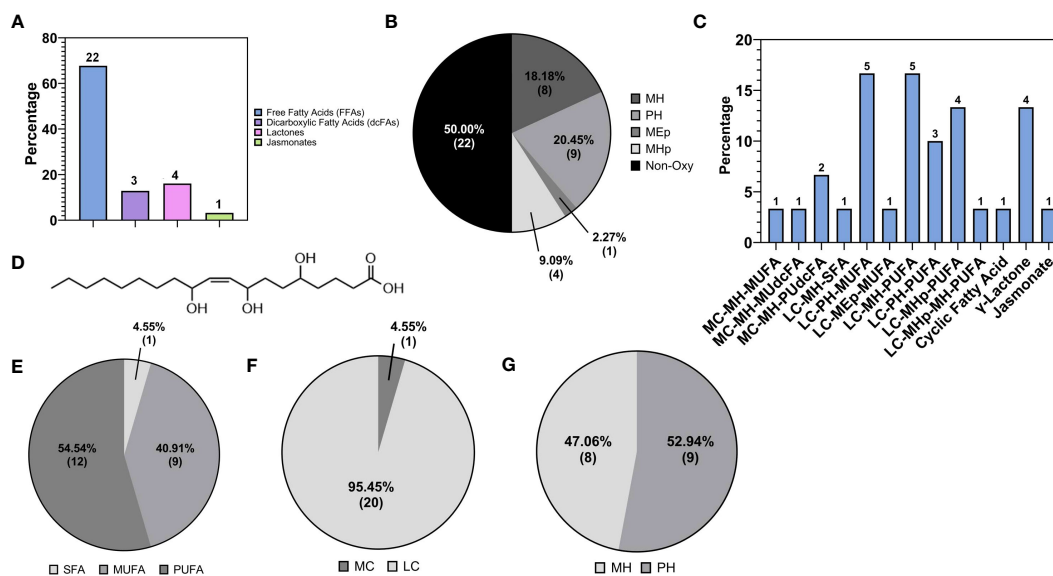 A
80
60
40
20
0
Percentage
22
3
4
1
Free Fatty Acids (FFAs)
Dicarboxylic Fatty Acids (dcFAs)
Lactones
Jasmonates
B
18.18%
(8)
20.45%
(9)
2.27%
(1)
9.09%
(4)
50.00%
(22)
MH
PH
MEp
MHp
Non-Oxy
C
20
15
10
5
0
Percentage
1
1
2
1
5
1
5
3
4
1
1
4
1
MC-MH-MUFA
MC-MH-MUdcFA
MC-MH-PUdcFA
LC-MH-SFA
LC-PH-MUFA
LC-MEp-MUFA
LC-MH-PUFA
LC-PH-PUFA
LC-MHp-PUFA
LC-MHp-MH-PUFA
Cyclic Fatty Acid
γ-Lactone
Jasmonate
D
OH
O
OH
OH
OH
E
4.55%
(1)
54.54%
(12)
40.91%
(9)
SFA MUFA PUFA
F
4.55%
(1)
95.45%
(20)
MC LC
G
47.06%
(8)
52.94%
(9)
MH PH